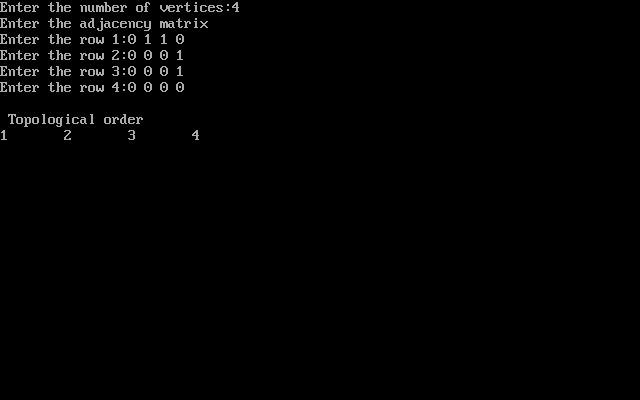 Enter the number of vertices:4
Enter the adjacency matrix
Enter the row 1:0 1 1 0
Enter the row 2:0 0 0 1
Enter the row 3:0 0 0 1
Enter the row 4:0 0 0 0
Topological order
1 2 3 4